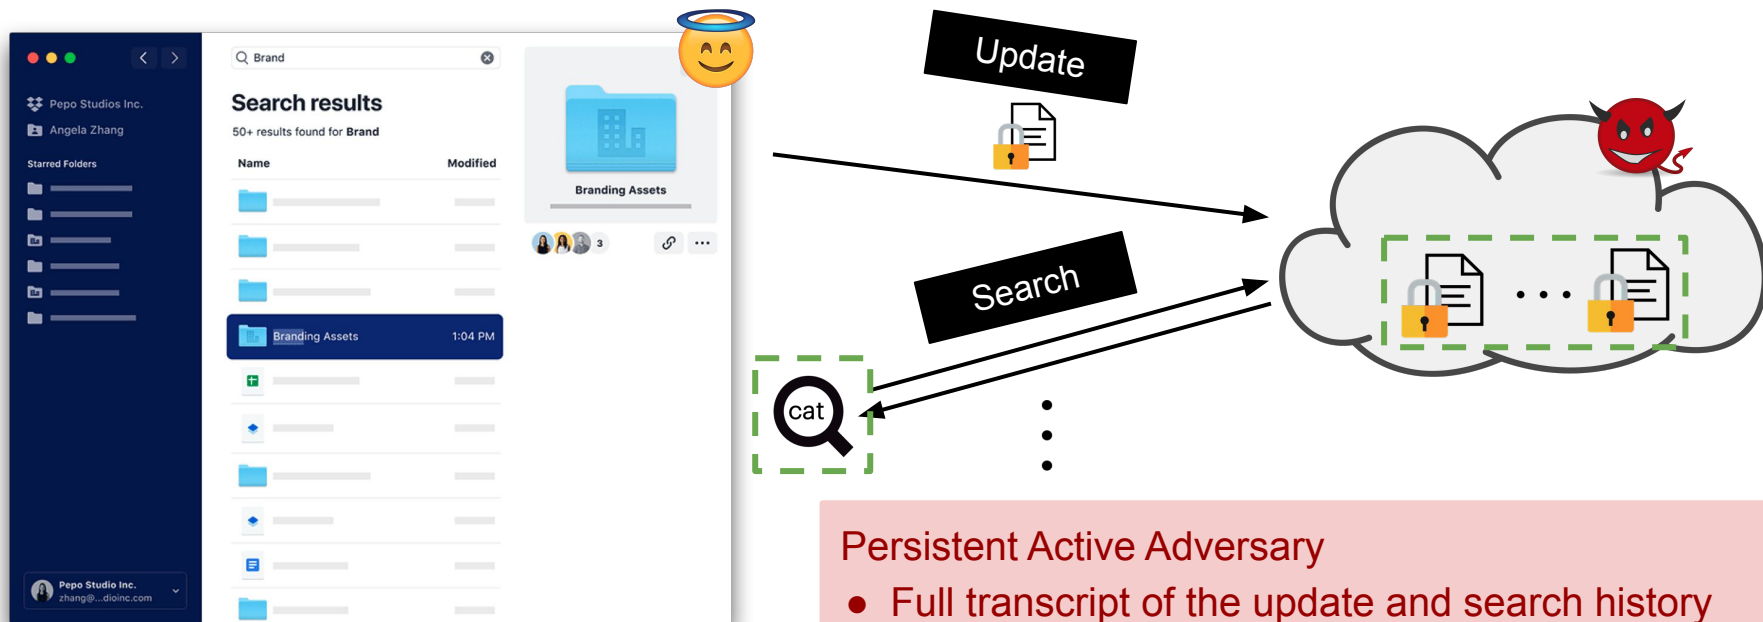 Pepo Studios Inc.
Angela Zhang
Starred Folders
Pepo Studio Inc.
zhang@...dioinc.com
Brand
Search results
50+ results found for Brand
Name Modified
Branding Assets 1:04 PM
Branding Assets
3
Update
Search
cat
Persistent Active Adversary
● Full transcript of the update and search history